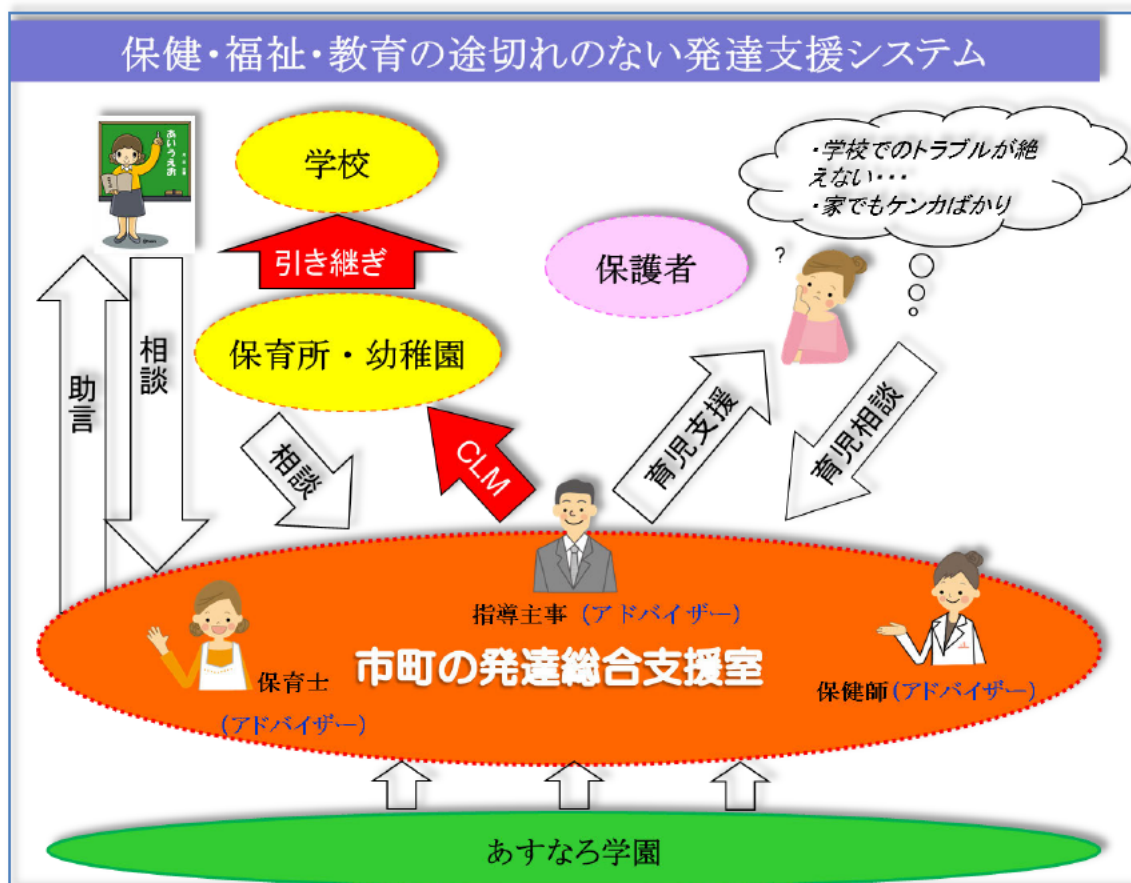 保健・福祉・教育の途切れのない発達支援システム
あいうえお
学校
・学校でのトラブルが絶
えない・・・
・家でもケンカばかり
引き継ぎ
保護者
?
保育所・幼稚園
相談
助言
相談
CLM
育児支援
育児相談
指導主事（アドバイザー）
市町の発達総合支援室
保育士
（アドバイザー）
保健師（アドバイザー）
あすなろ学園